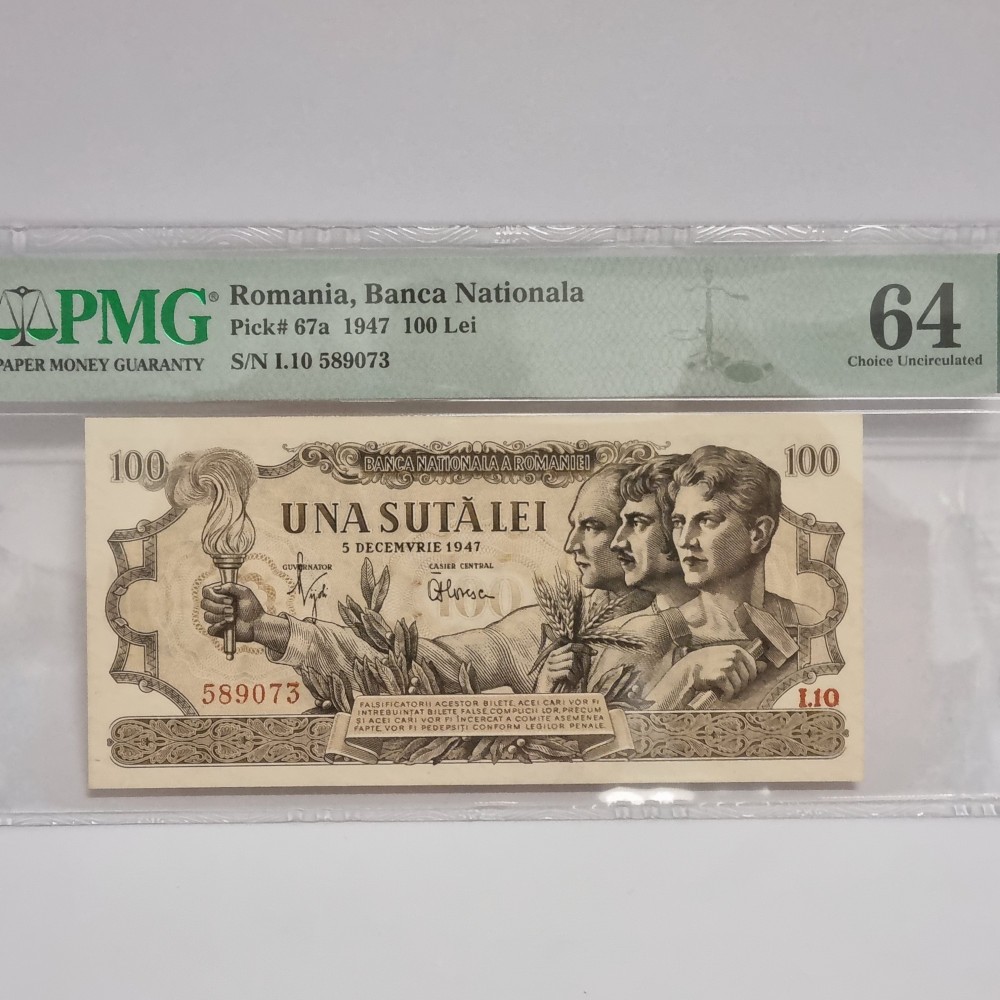 PMG®
PAPER MONEY GUARANTY
Romania, Banca Nationala
Pick# 67a 1947 100 Lei
S/N I.10 589073
64
Choice Uncirculated
100
BANCA NATIONALA A ROMANIEI
100
UNA SUTĂ LEI
5 DECEMVRIE 1947
GUVERNATOR
CASIER CENTRAL
100
589073
I.10
FALSIFICATORII ACESTOR BILETE, ACEI CARI VOR FI
INTREBUINTAT BILETE FALSE, COMPLICII LOR, PRECUM
SI ACEI CARI VOR FI ÎNCERCAT A COMITE ASEMENEA
FAPTE, VOR FI PEDEPSIȚI CONFORM LEGILOR PENALE.